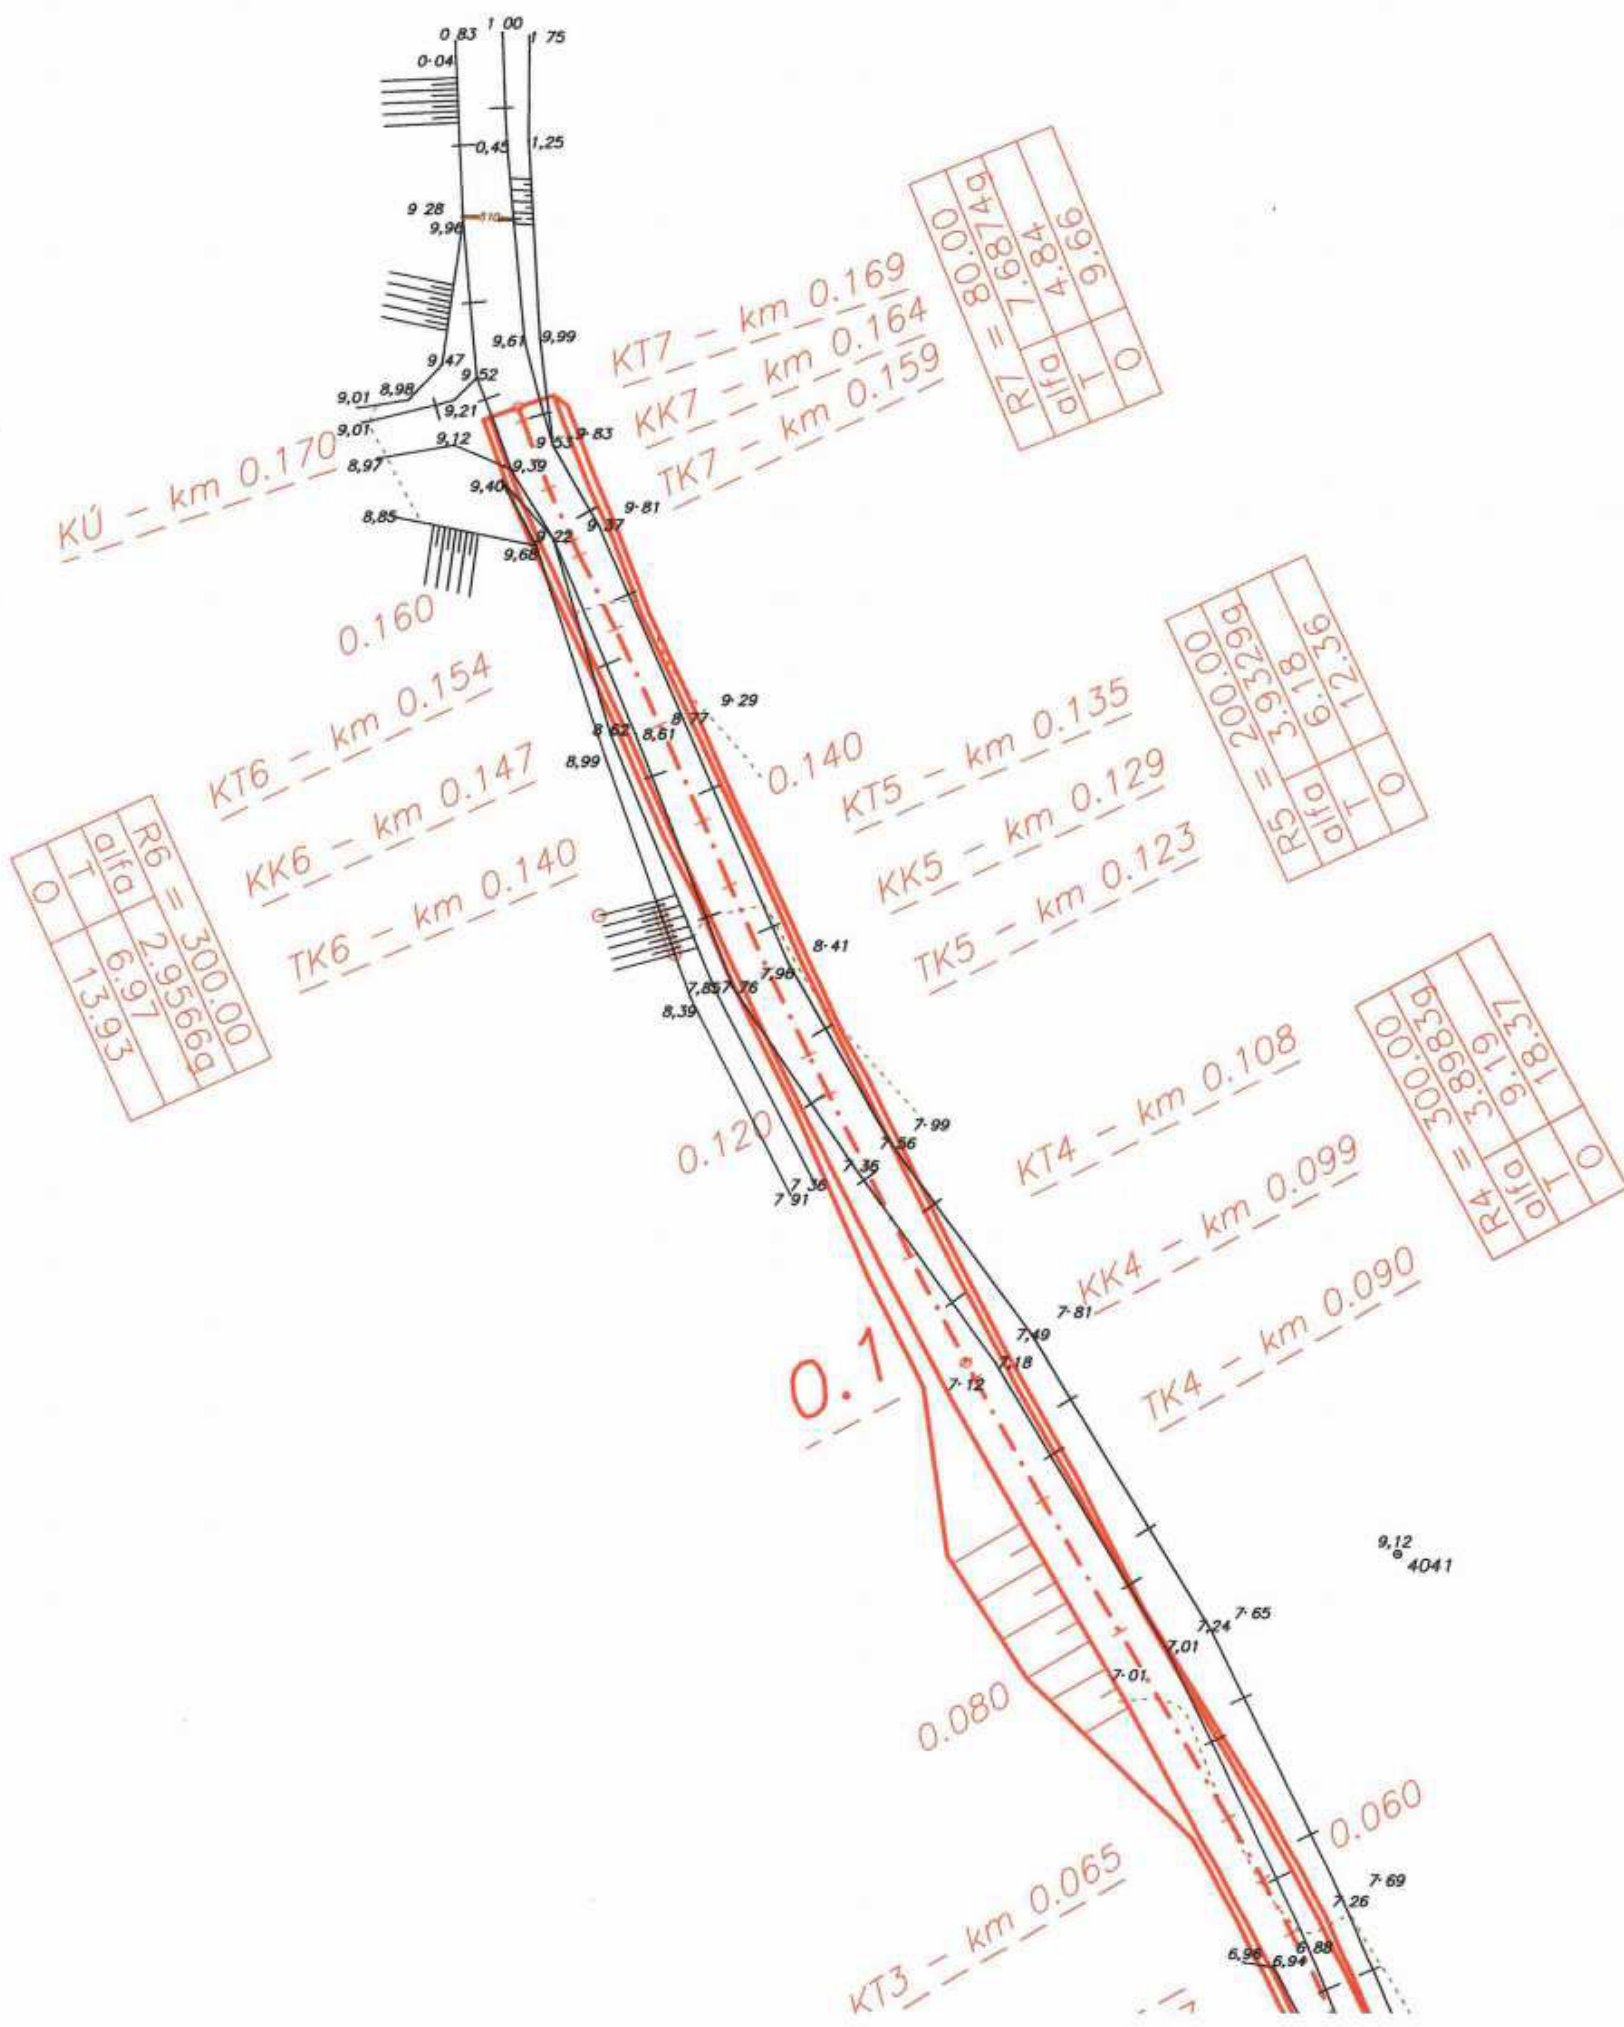 0 83
1 00
1 75
0·04
0,45
1,25
9 28
9,96
510
9,61
9,99
9,47
9,52
9,01
8,98
9,21
9,01
9,12
8,97
9,53
9·83
9,39
9,40
8,85
9 22
9,68
9 37
9·81
KÚ – km 0.170
KT7 – km 0.169
KK7 – km 0.164
TK7 – km 0.159
R7 = 80.00
alfa 7.68874g
T 4.84
O 9.66
0.160
KT6 – km 0.154
KK6 – km 0.147
TK6 – km 0.140
R6 = 300.00
alfa 2.95669g
T 6.97
O 13.93
9·29
8 77
8 62
8,61
8,99
0.140
KT5 – km 0.135
KK5 – km 0.129
TK5 – km 0.123
R5 = 200.00
alfa 3.93299g
T 6.18
O 12.36
8·41
7,96
7,85
7 76
8,39
0.120
7·99
7 56
7 35
7 36
7 91
KT4 – km 0.108
KK4 – km 0.099
TK4 – km 0.090
R4 = 300.00
alfa 3.89839g
T 9.19
O 18.37
7·81
7,49
7,18
7·12
0.1
9,12
4041
7·65
7,24
7,01
7·01
0.080
0.060
7·69
7 26
6 88
6,96
6,94
KT3 – km 0.065